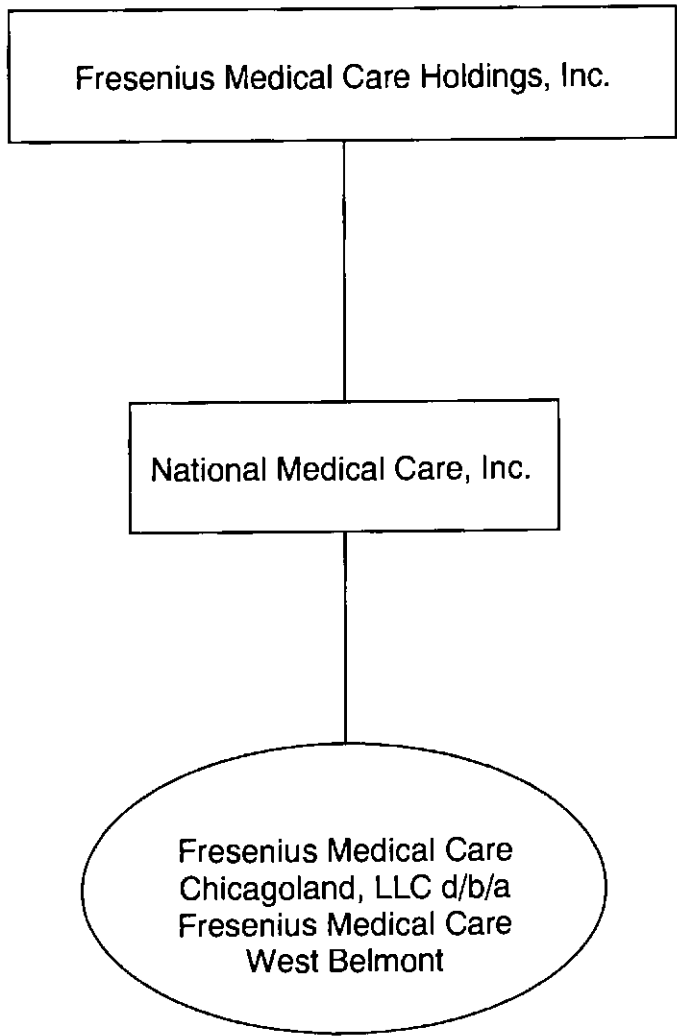 Fresenius Medical Care Holdings, Inc.
National Medical Care, Inc.
Fresenius Medical Care
Chicagoland, LLC d/b/a
Fresenius Medical Care
West Belmont